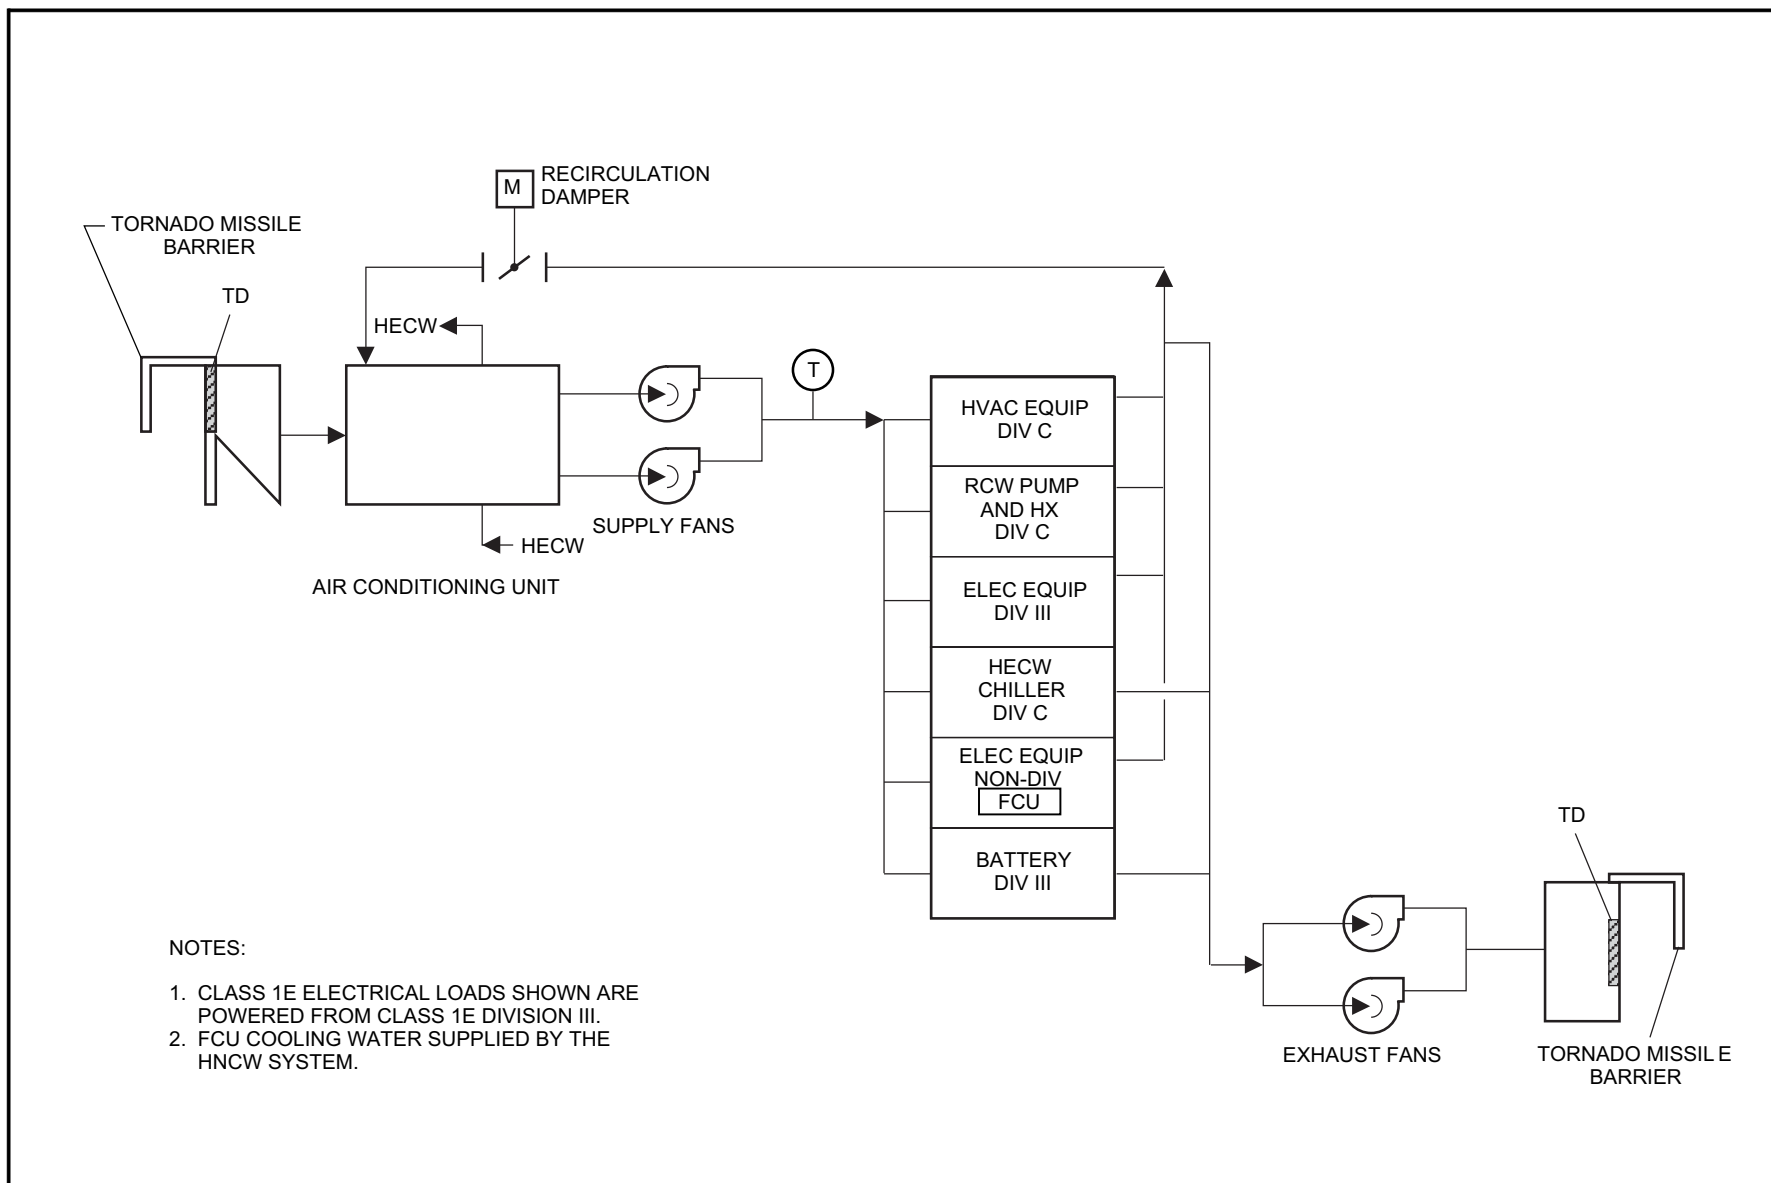 M
RECIRCULATION
DAMPER
TORNADO MISSILE
BARRIER
TD
HECW
T
SUPPLY FANS
HECW
AIR CONDITIONING UNIT
HVAC EQUIP
DIV C
RCW PUMP
AND HX
DIV C
ELEC EQUIP
DIV III
HECW
CHILLER
DIV C
ELEC EQUIP
NON-DIV
FCU
BATTERY
DIV III
TD
EXHAUST FANS
TORNADO MISSIL E
BARRIER
NOTES:
1. CLASS 1E ELECTRICAL LOADS SHOWN ARE
POWERED FROM CLASS 1E DIVISION III.
2. FCU COOLING WATER SUPPLIED BY THE
HNCW SYSTEM.